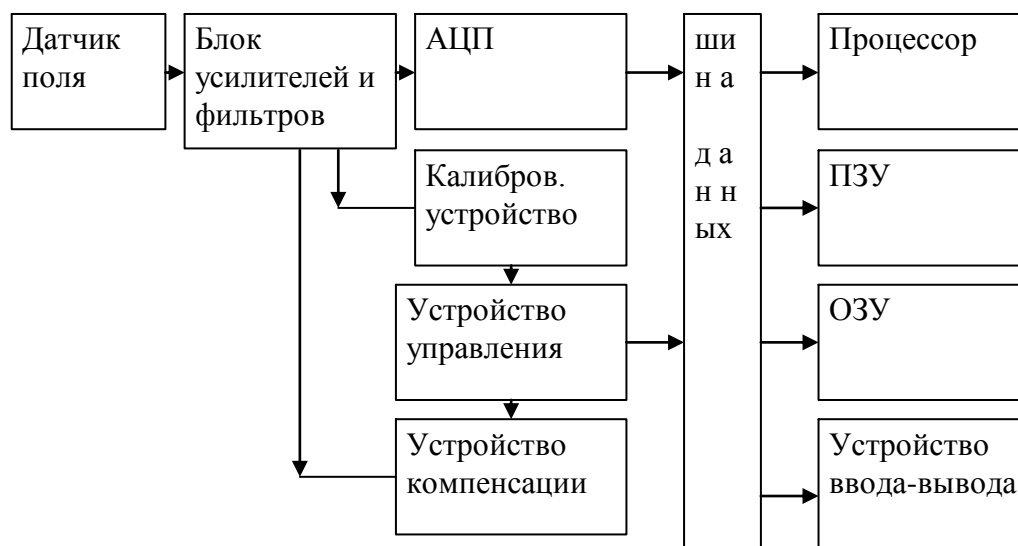 Датчик
поля
Блок
усилителей и
фильтров
АЦП
Калибров.
устройство
Устройство
управления
Устройство
компенсации
ши
н а
д а
н н
ых
Процессор
ПЗУ
ОЗУ
Устройство
ввода-вывода